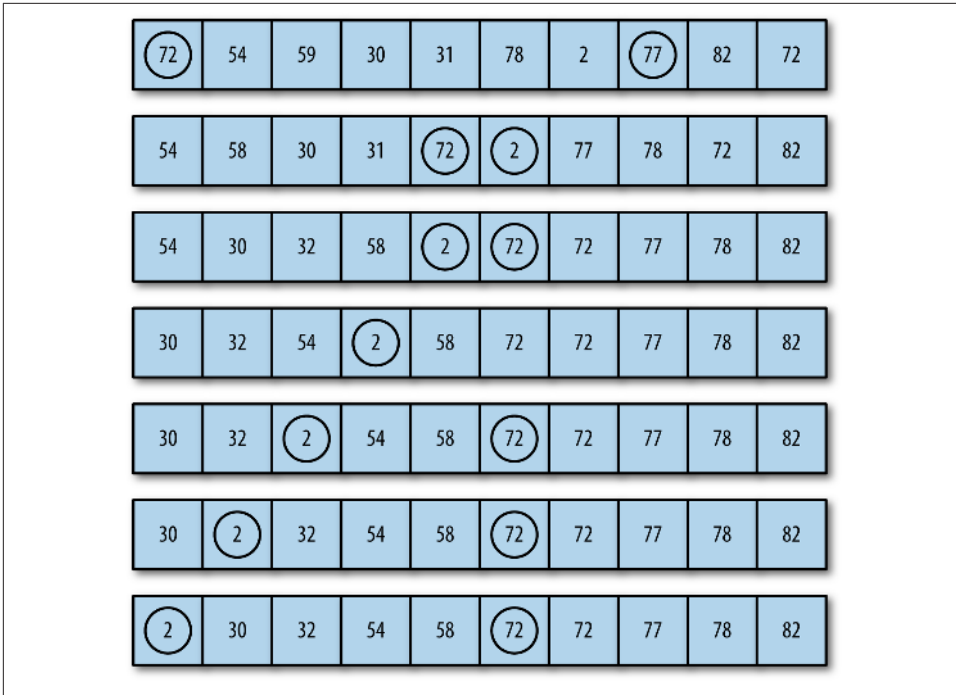 72 54 59 30 31 78 2 77 82 72
54 58 30 31 72 2 77 78 72 82
54 30 32 58 2 72 72 77 78 82
30 32 54 2 58 72 72 77 78 82
30 32 2 54 58 72 72 77 78 82
30 2 32 54 58 72 72 77 78 82
2 30 32 54 58 72 72 77 78 82